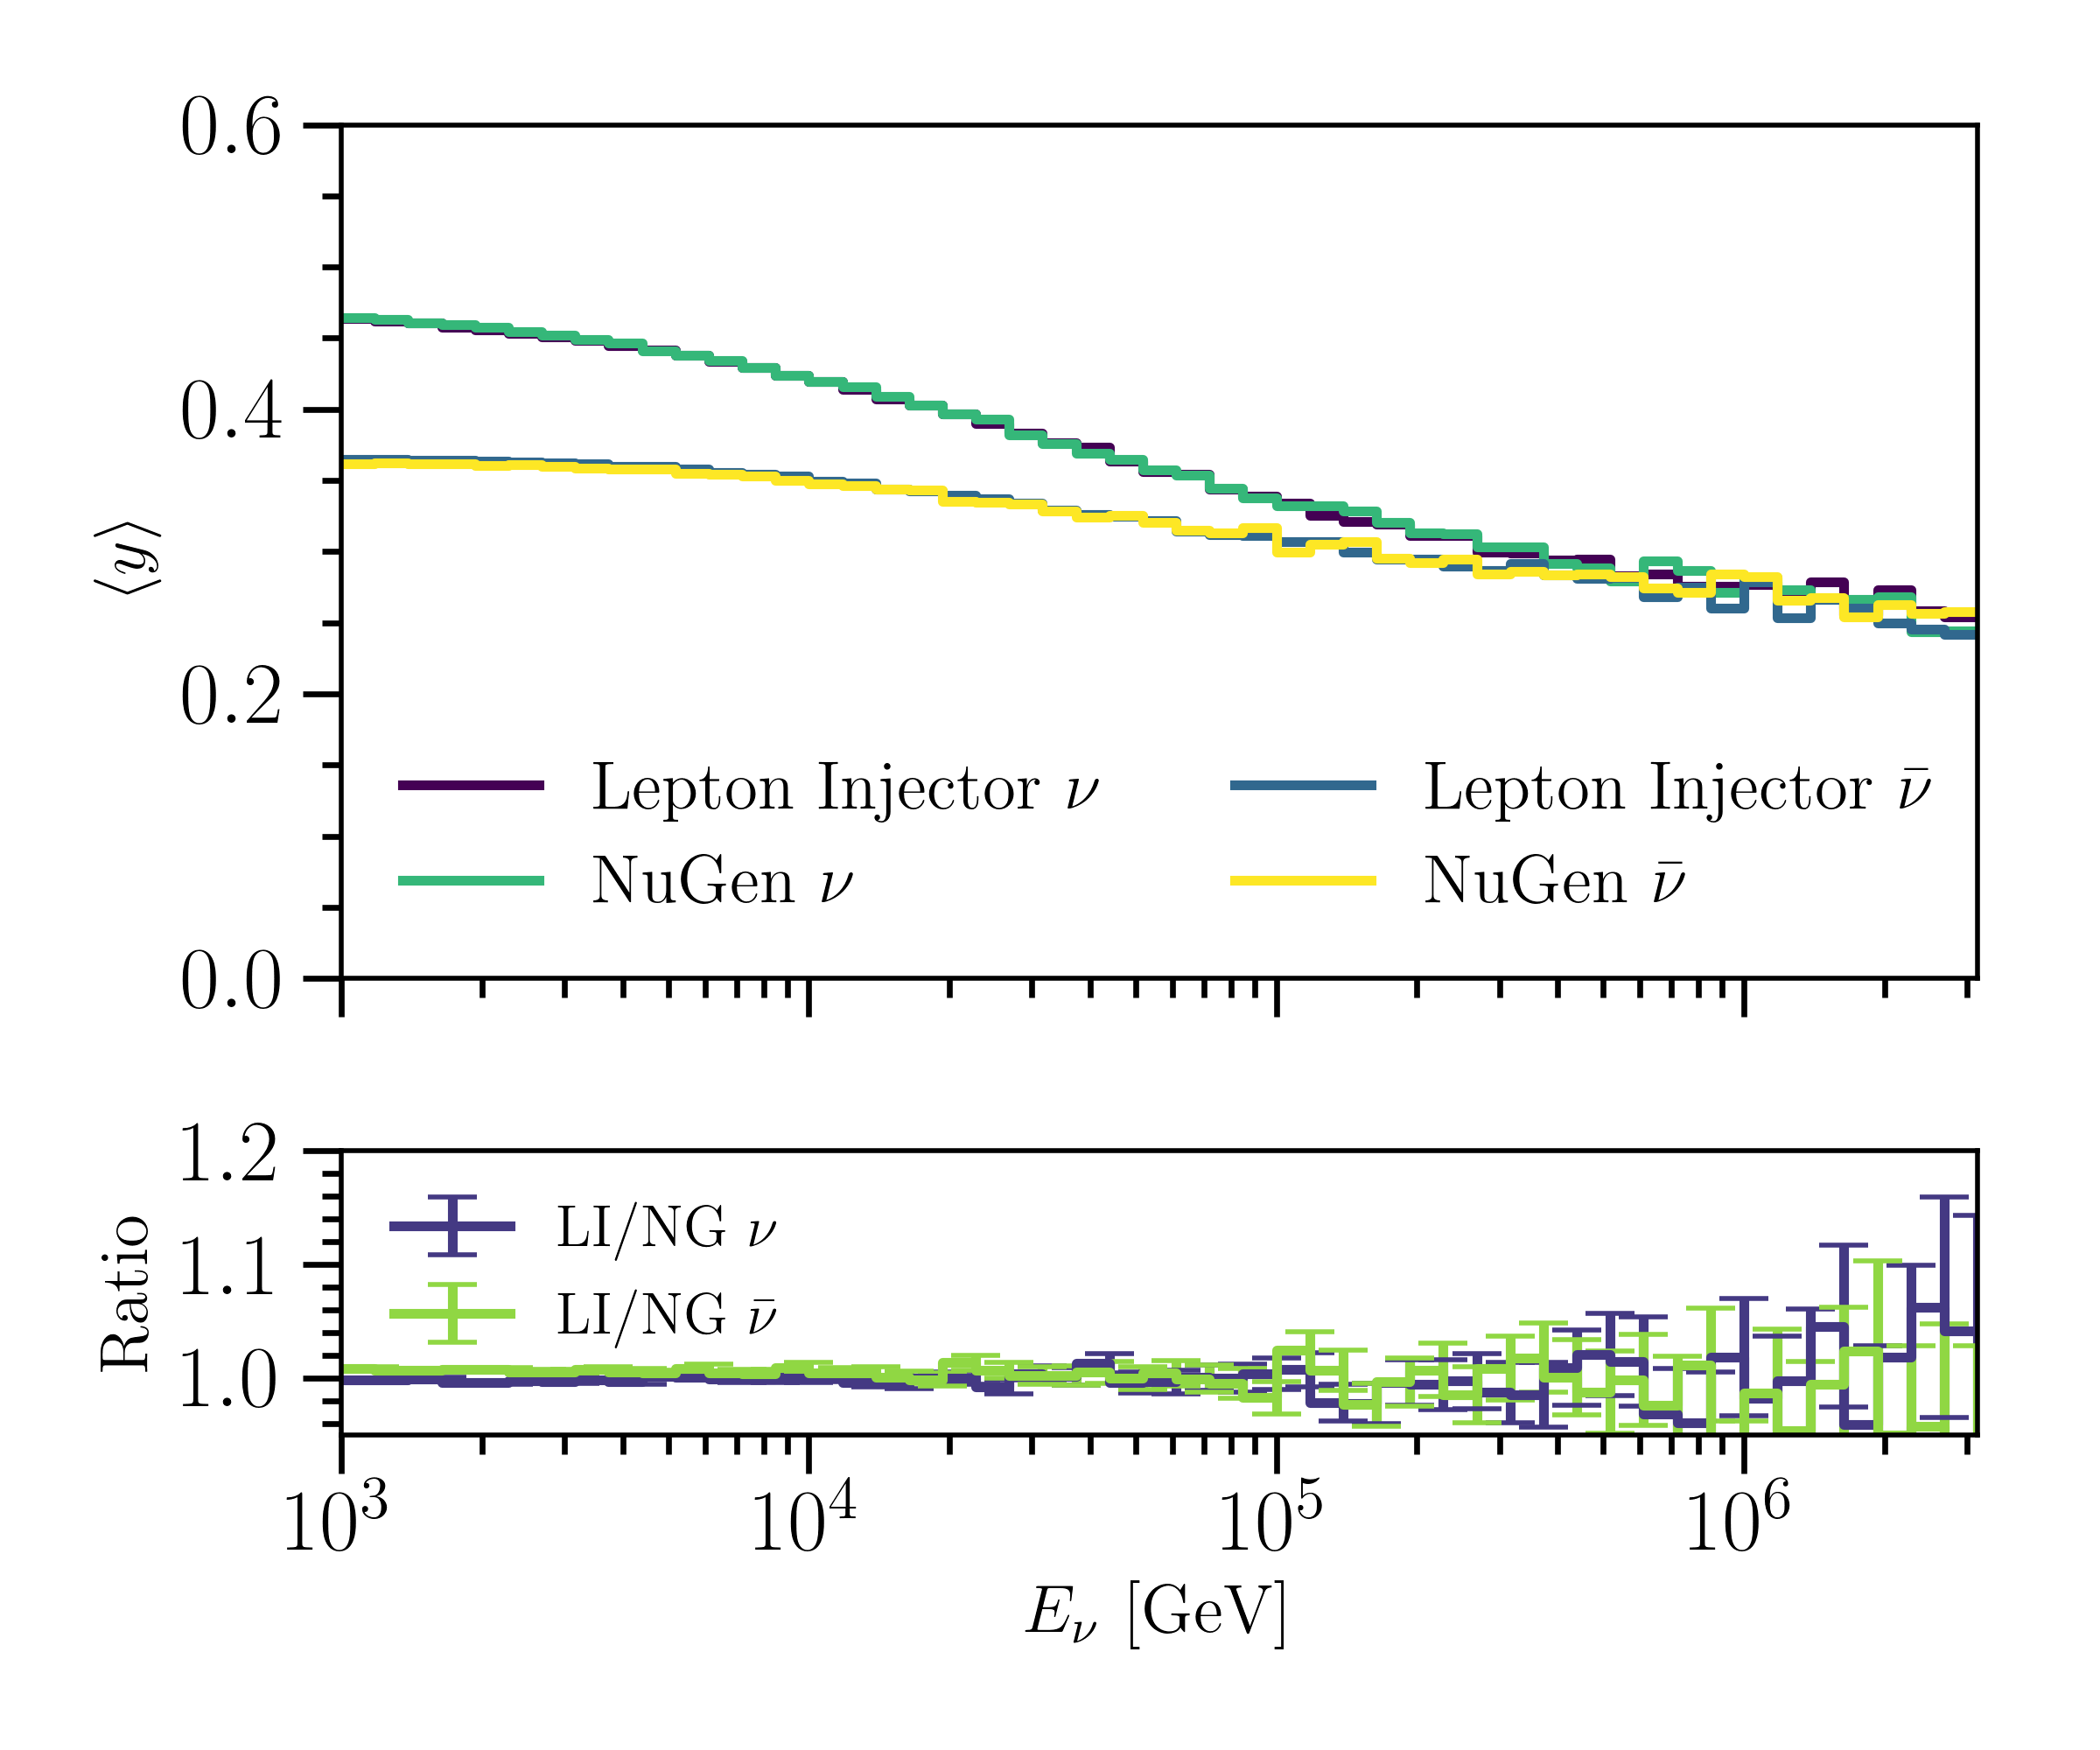 0.6
0.4
⟨y⟩
0.2
Lepton Injector ν Lepton Injector ν̄
NuGen ν NuGen ν̄
0.0
1.2
LI/NG ν
Ratio
1.1
LI/NG ν̄
1.0
10³ 10⁴ 10⁵ 10⁶
E_ν [GeV]